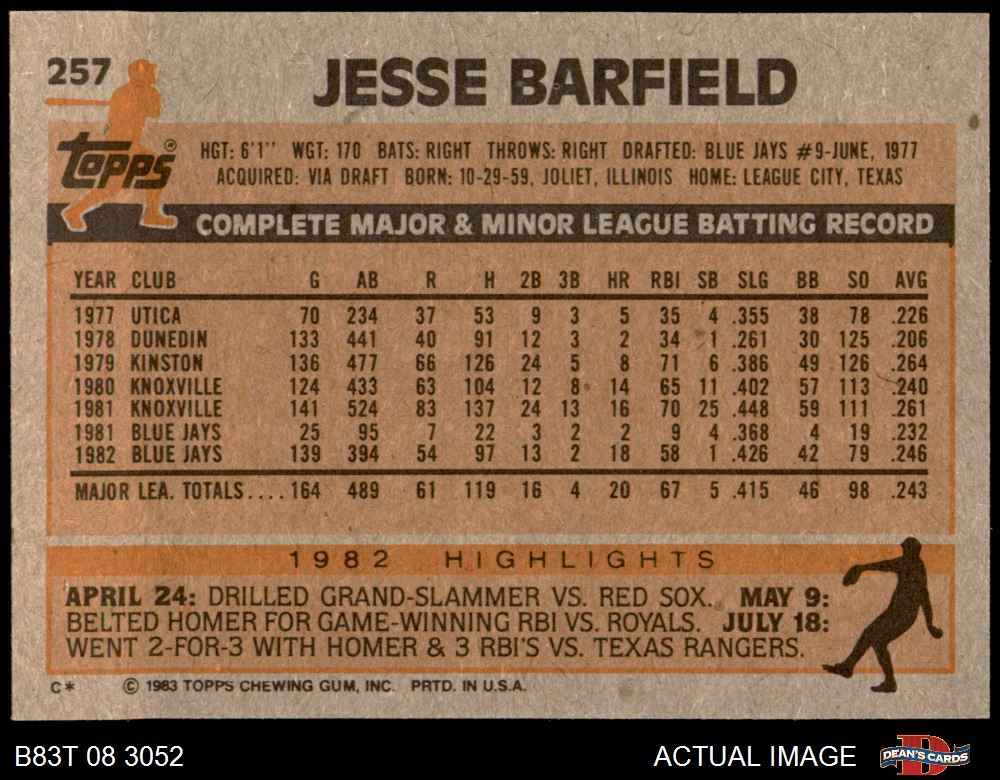 257 JESSE BARFIELD
Topps®
HGT: 6'1" WGT: 170 BATS: RIGHT THROWS: RIGHT DRAFTED: BLUE JAYS #9-JUNE, 1977
ACQUIRED: VIA DRAFT BORN: 10-29-59, JOLIET, ILLINOIS HOME: LEAGUE CITY, TEXAS
COMPLETE MAJOR & MINOR LEAGUE BATTING RECORD
YEAR CLUB G AB R H 2B 3B HR RBI SB SLG BB SO AVG
1977 UTICA 70 234 37 53 9 3 5 35 4 .355 38 78 .226
1978 DUNEDIN 133 441 40 91 12 3 2 34 1 .261 30 125 .206
1979 KINSTON 136 477 66 126 24 5 8 71 6 .386 49 126 .264
1980 KNOXVILLE 124 433 63 104 12 8 14 65 11 .402 57 113 .240
1981 KNOXVILLE 141 524 83 137 24 13 16 70 25 .448 59 111 .261
1981 BLUE JAYS 25 95 7 22 3 2 2 9 4 .368 4 19 .232
1982 BLUE JAYS 139 394 54 97 13 2 18 58 1 .426 42 79 .246
MAJOR LEA. TOTALS.... 164 489 61 119 16 4 20 67 5 .415 46 98 .243
1982 HIGHLIGHTS
APRIL 24: DRILLED GRAND-SLAMMER VS. RED SOX. MAY 9:
BELTED HOMER FOR GAME-WINNING RBI VS. ROYALS. JULY 18:
WENT 2-FOR-3 WITH HOMER & 3 RBI'S VS. TEXAS RANGERS.
C* © 1983 TOPPS CHEWING GUM, INC. PRTD. IN U.S.A.
B83T 08 3052 ACTUAL IMAGE DEAN'S CARDS